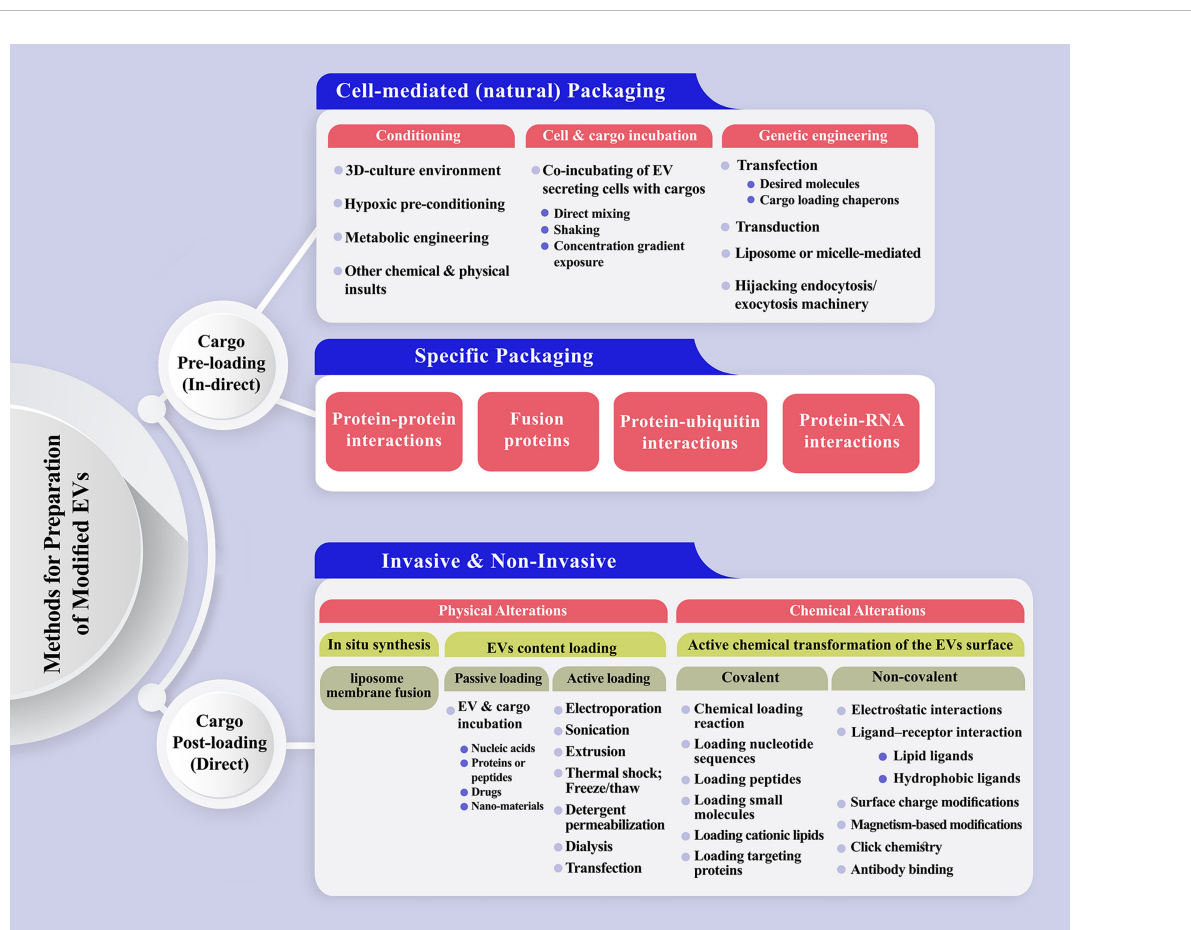 Methods for Preparation
of Modified EVs
Cargo
Pre-loading
(In-direct)
Cell-mediated (natural) Packaging
Conditioning
3D-culture environment
Hypoxic pre-conditioning
Metabolic engineering
Other chemical & physical
insults
Cell & cargo incubation
Co-incubating of EV
secreting cells with cargos
Direct mixing
Shaking
Concentration gradient
exposure
Genetic engineering
Transfection
Desired molecules
Cargo loading chaperons
Transduction
Liposome or micelle-mediated
Hijacking endocytosis/
exocytosis machinery
Specific Packaging
Protein-protein
interactions
Fusion
proteins
Protein-ubiquitin
interactions
Protein-RNA
interactions
Cargo
Post-loading
(Direct)
Invasive & Non-Invasive
Physical Alterations
In situ synthesis
liposome
membrane fusion
EVs content loading
Passive loading
EV & cargo
incubation
Nucleic acids
Proteins or
peptides
Drugs
Nano-materials
Active loading
Electroporation
Sonication
Extrusion
Thermal shock;
Freeze/thaw
Detergent
permeabilization
Dialysis
Transfection
Chemical Alterations
Active chemical transformation of the EVs surface
Covalent
Chemical loading
reaction
Loading nucleotide
sequences
Loading peptides
Loading small
molecules
Loading cationic lipids
Loading targeting
proteins
Non-covalent
Electrostatic interactions
Ligand–receptor interaction
Lipid ligands
Hydrophobic ligands
Surface charge modifications
Magnetism-based modifications
Click chemistry
Antibody binding